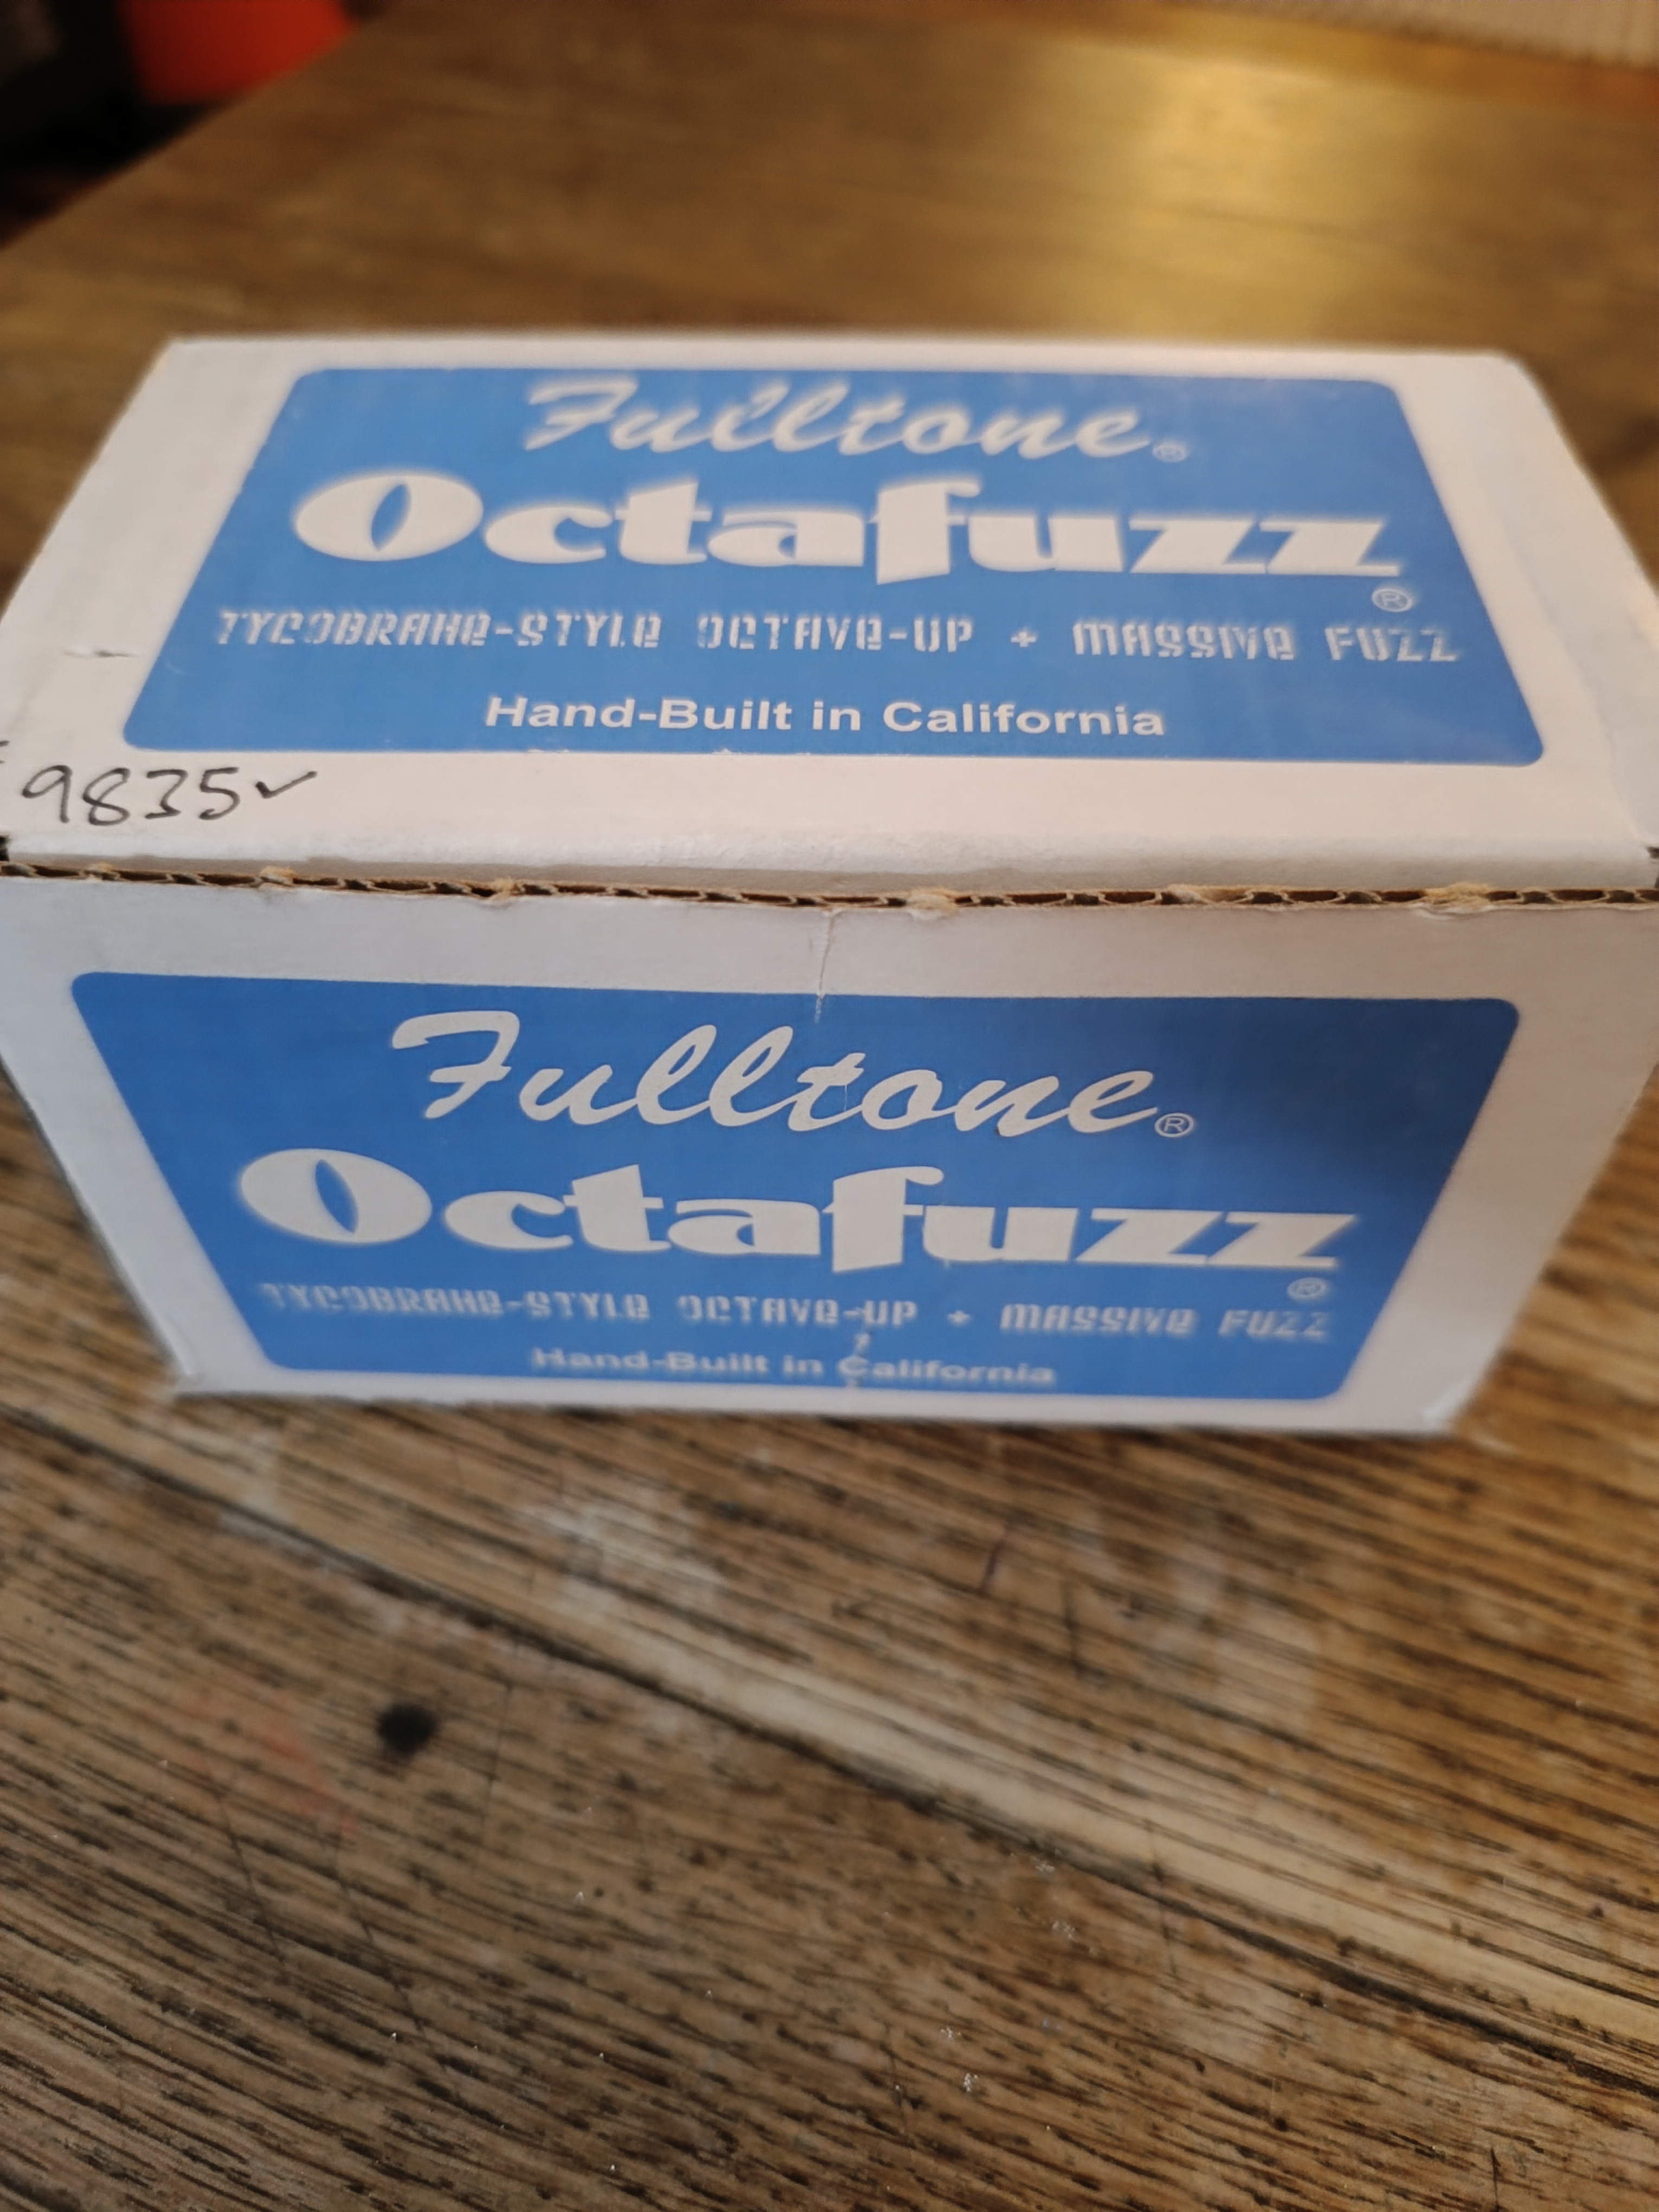 Fulltone®
Octafuzz®
TYCOBRAHE-STYLE OCTAVE-UP + MASSIVE FUZZ
Hand-Built in California
9835✓
Fulltone®
Octafuzz®
TYCOBRAHE-STYLE OCTAVE-UP + MASSIVE FUZZ
Hand-Built in California